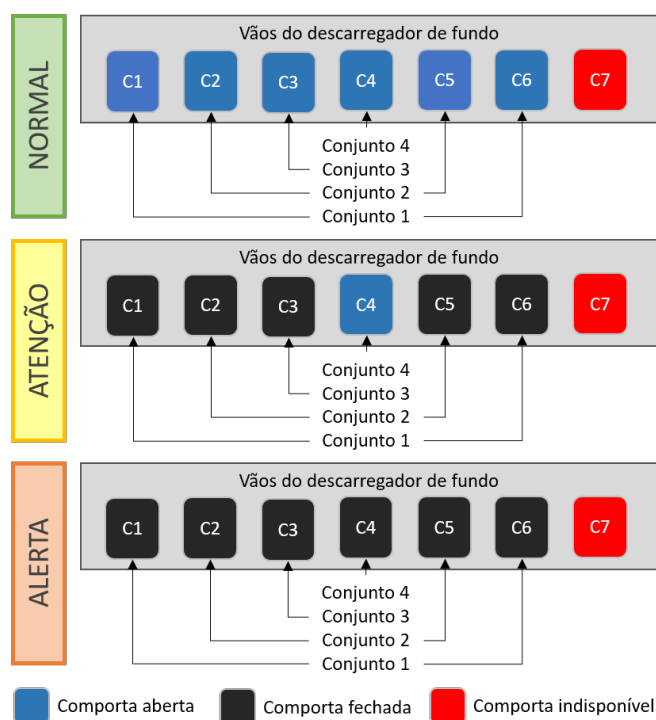 NORMAL
Vãos do descarregador de fundo
C1 C2 C3 C4 C5 C6 C7
Conjunto 4
Conjunto 3
Conjunto 2
Conjunto 1
ATENÇÃO
Vãos do descarregador de fundo
C1 C2 C3 C4 C5 C6 C7
Conjunto 4
Conjunto 3
Conjunto 2
Conjunto 1
ALERTA
Vãos do descarregador de fundo
C1 C2 C3 C4 C5 C6 C7
Conjunto 4
Conjunto 3
Conjunto 2
Conjunto 1
Comporta aberta Comporta fechada Comporta indisponível